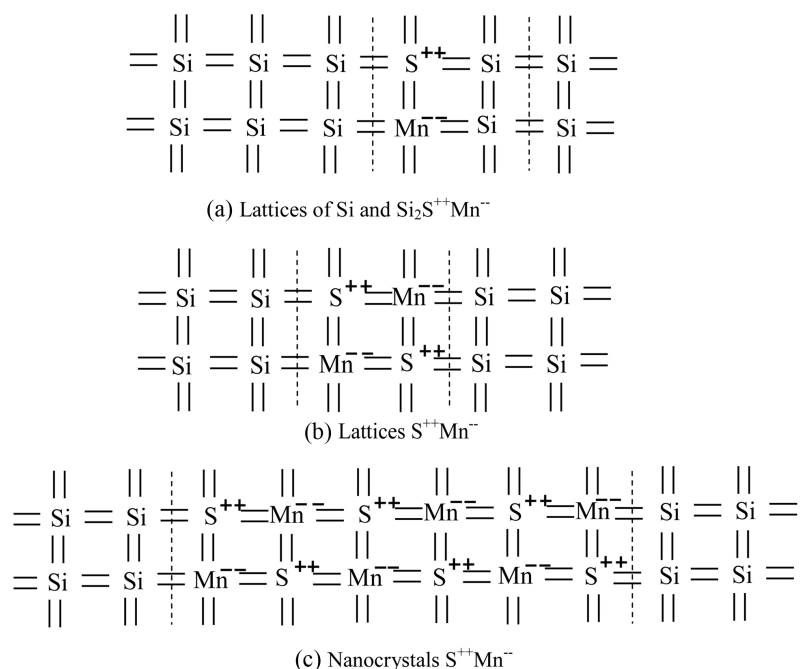 Si Si Si S++ Si Si
Si Si Si Mn-- Si Si
(a) Lattices of Si and Si2S++Mn--
Si Si S++ Mn-- Si Si
Si Si Mn-- S++ Si Si
(b) Lattices S++Mn--
Si Si S++ Mn-- S++ Mn-- S++ Mn-- Si Si
Si Si Mn-- S++ Mn-- S++ Mn-- S++ Si Si
(c) Nanocrystals S++Mn--